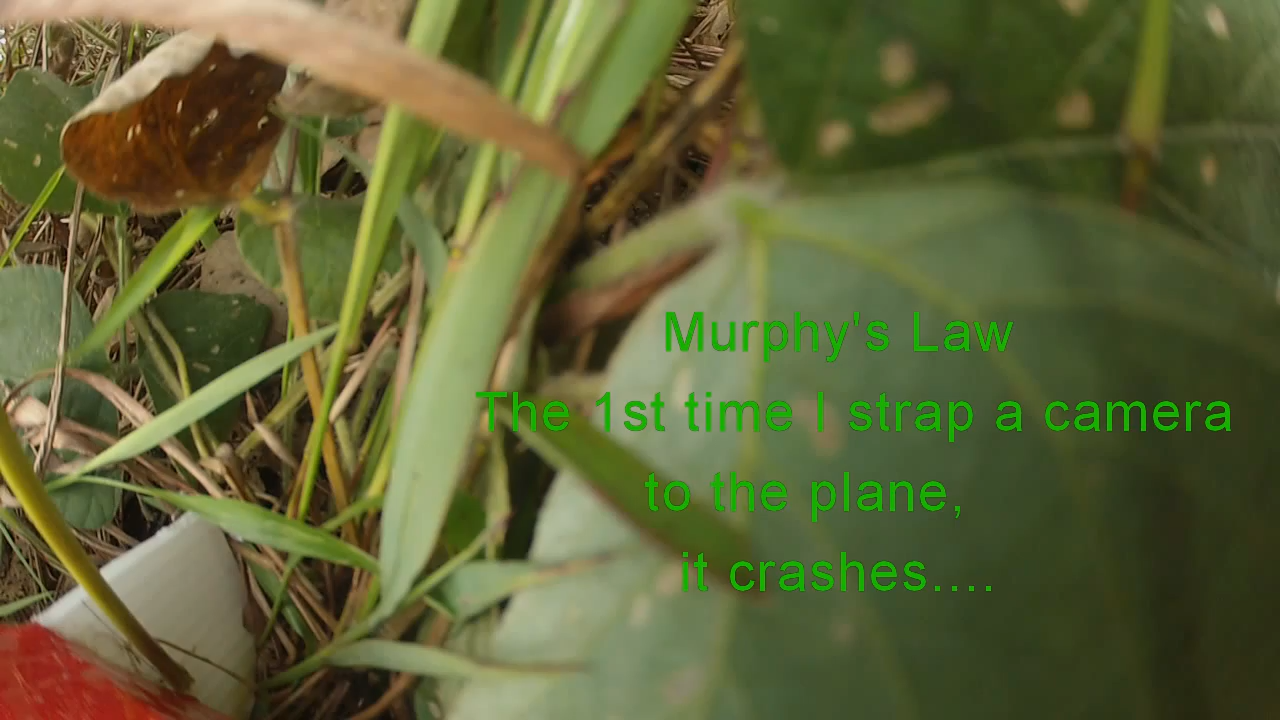 Murphy's Law
The 1st time I strap a camera
to the plane,
it crashes....